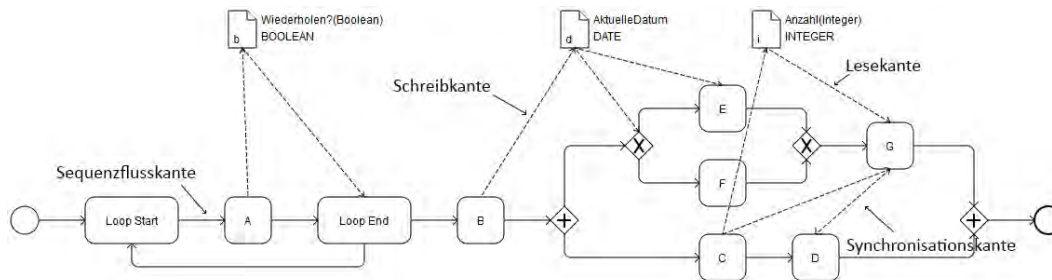 Wiederholen?(Boolean)
b
BOOLEAN
AktuelleDatum
d
DATE
Anzahl(Integer)
i
INTEGER
Lesekante
Schreibkante
E
Sequenzflusskante
G
F
Loop Start
A
Loop End
B
C
D
Synchronisationskante